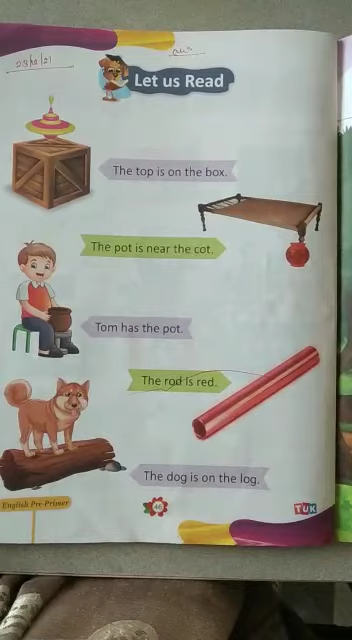 Let us Read
The top is on the box.
The pot is near the cot.
Tom has the pot.
The rod is red.
The dog is on the log.
English Pre-Primer
46
TUK